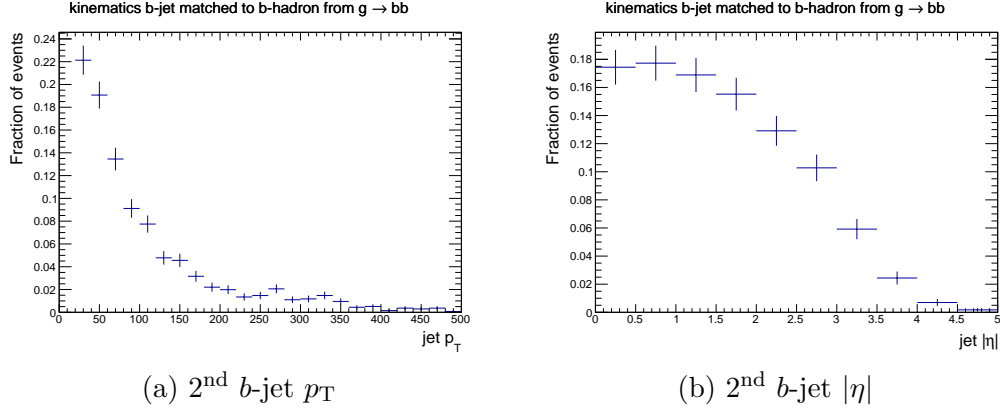 kinematics b-jet matched to b-hadron from g → bb
Fraction of events
0.24
0.22
0.2
0.18
0.16
0.14
0.12
0.1
0.08
0.06
0.04
0.02
0
0 50 100 150 200 250 300 350 400 450 500
jet p_T
(a) 2nd b-jet pT
kinematics b-jet matched to b-hadron from g → bb
Fraction of events
0.18
0.16
0.14
0.12
0.1
0.08
0.06
0.04
0.02
0
0 0.5 1 1.5 2 2.5 3 3.5 4 4.5 5
jet |η|
(b) 2nd b-jet |η|